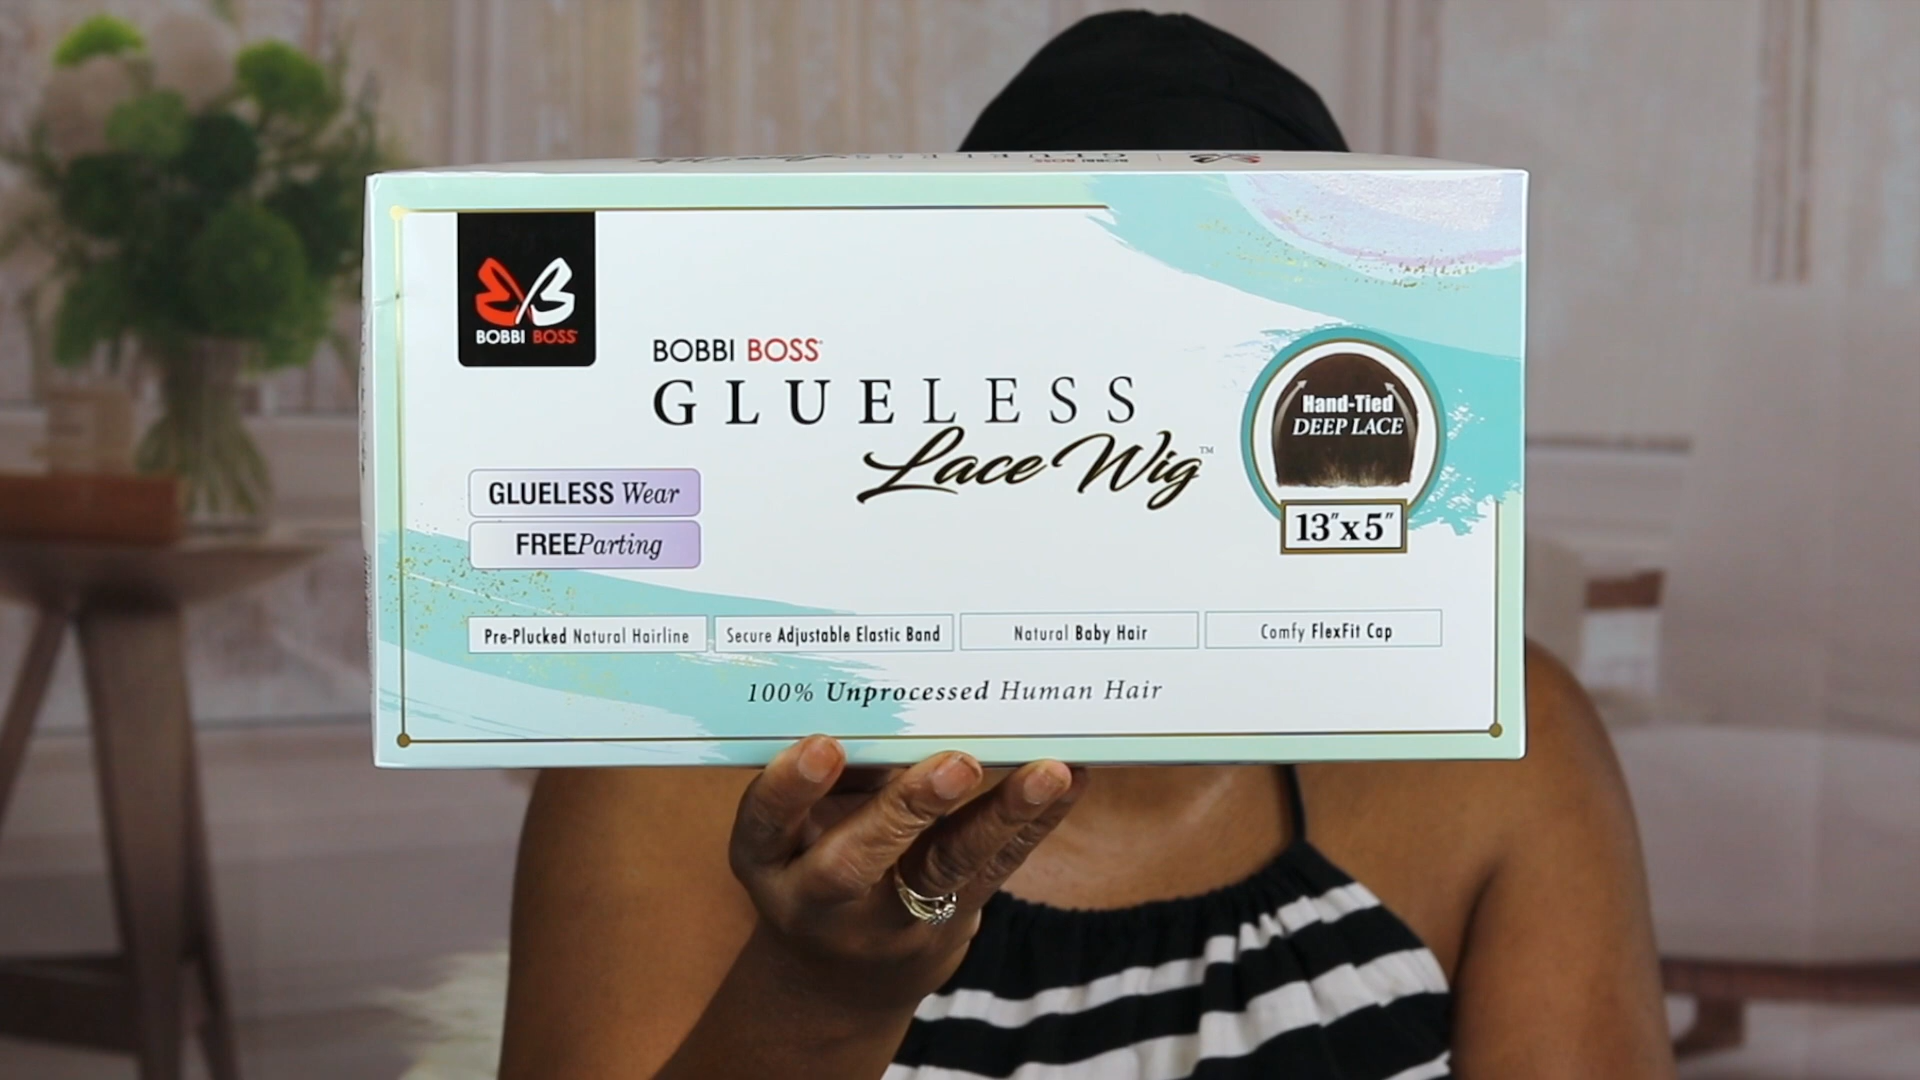 BOBBI BOSS
BOBBI BOSS
GLUELESS
Lace Wig™
Hand-Tied
DEEP LACE
13"x5"
GLUELESS Wear
FREEParting
Pre-Plucked Natural Hairline
Secure Adjustable Elastic Band
Natural Baby Hair
Comfy FlexFit Cap
100% Unprocessed Human Hair